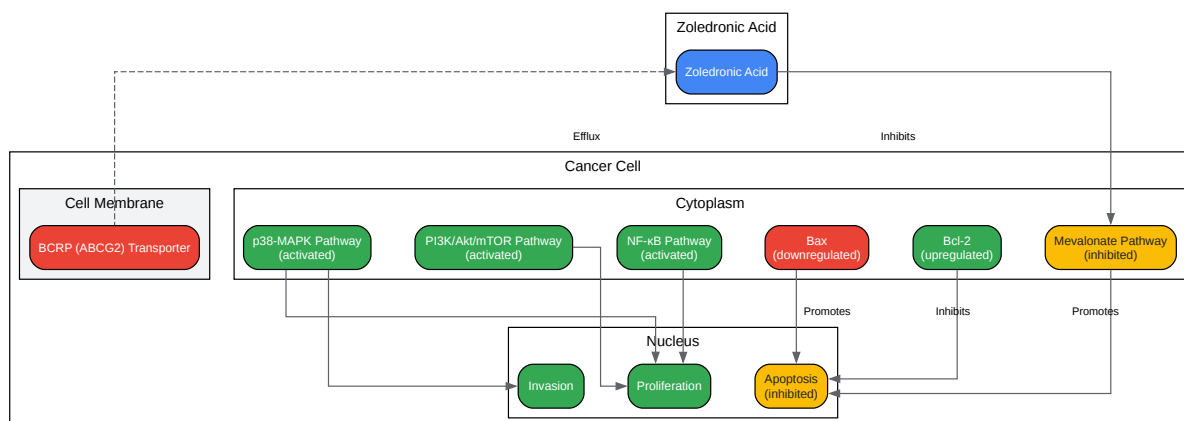 Zoledronic Acid
Zoledronic Acid
Efflux
Inhibits
Cancer Cell
Cell Membrane
Cytoplasm
BCRP (ABCG2) Transporter
p38-MAPK Pathway
(activated)
PI3K/Akt/mTOR Pathway
(activated)
NF-κB Pathway
(activated)
Bax
(downregulated)
Bcl-2
(upregulated)
Mevalonate Pathway
(inhibited)
Promotes
Inhibits
Promotes
Nucleus
Invasion
Proliferation
Apoptosis
(inhibited)